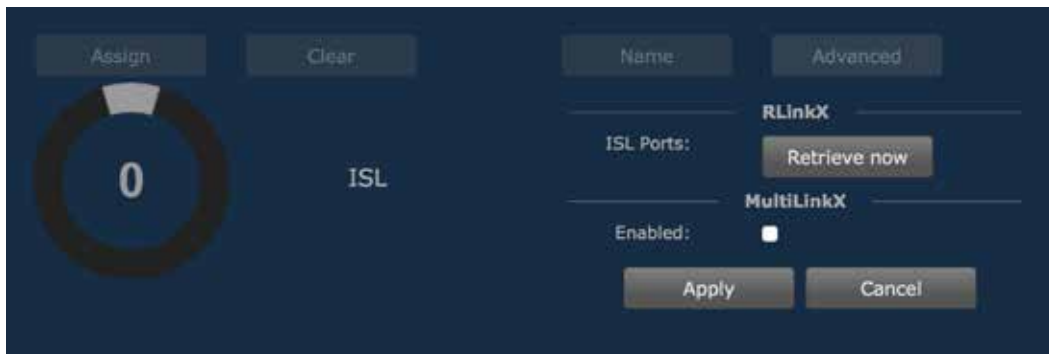 Assign
Clear
Name
Advanced
RLinkX
ISL Ports:
Retrieve now
0
ISL
MultiLinkX
Enabled:
Apply
Cancel